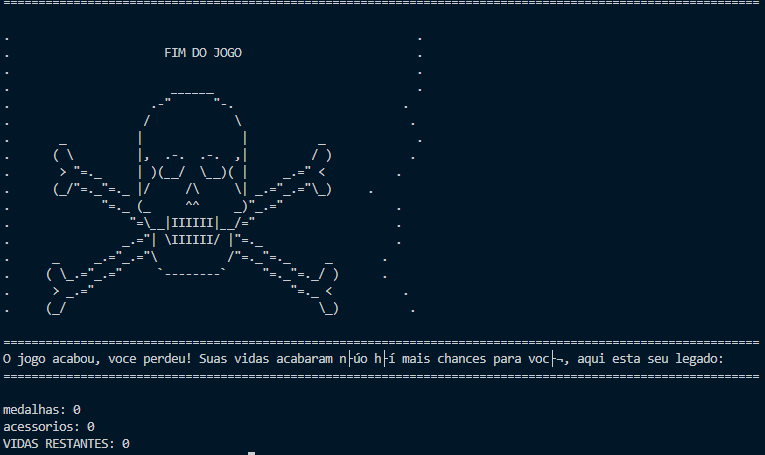 FIM DO JOGO
O jogo acabou, voce perdeu! Suas vidas acabaram n├úo h├í mais chances para voc├¬, aqui esta seu legado:
medalhas: 0
acessorios: 0
VIDAS RESTANTES: 0